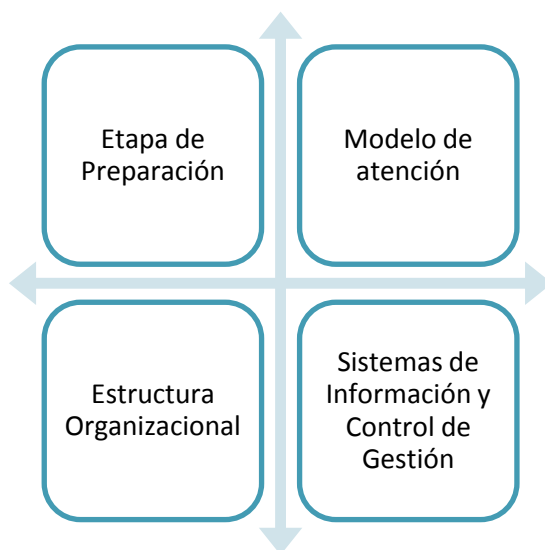 Etapa de
Preparación
Modelo de
atención
Estructura
Organizacional
Sistemas de
Información y
Control de
Gestión